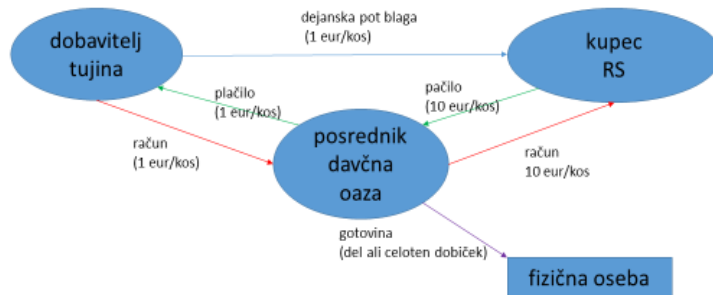 dobavitelj
tujina
dejanska pot blaga
(1 eur/kos)
kupec
RS
plačilo
(1 eur/kos)
pačilo
(10 eur/kos)
račun
(1 eur/kos)
posrednik
davčna
oaza
račun
10 eur/kos
gotovina
(del ali celoten dobiček)
fizična oseba